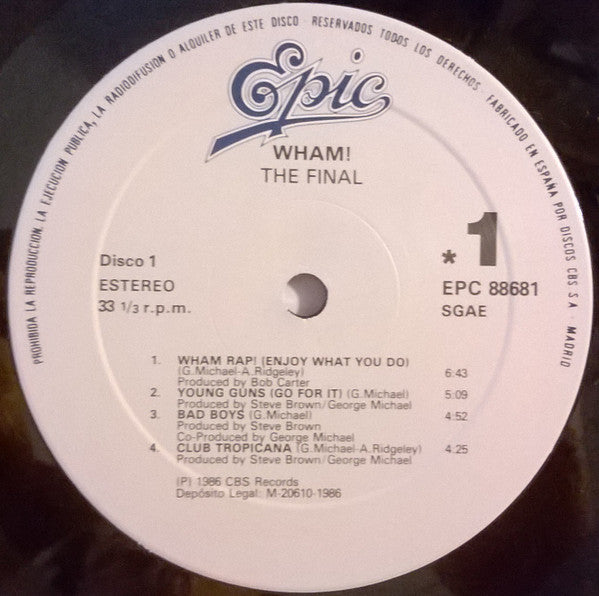 PROHIBIDA LA REPRODUCCION, LA EJECUCION PUBLICA, LA RADIODIFUSION O ALQUILER DE ESTE DISCO · RESERVADOS TODOS LOS DERECHOS · FABRICADO EN ESPAÑA POR DISCOS CBS S.A. - MADRID
Epic
WHAM!
THE FINAL
Disco 1
ESTEREO
33 1/3 r.p.m.
* 1
EPC 88681
SGAE
1. WHAM RAP! (ENJOY WHAT YOU DO)
(G.Michael-A.Ridgeley) 6:43
Produced by Bob Carter
2. YOUNG GUNS (GO FOR IT) (G.Michael) 5:09
Produced by Steve Brown/George Michael
3. BAD BOYS (G.Michael) 4:52
Produced by Steve Brown
Co-Produced by George Michael
4. CLUB TROPICANA (G.Michael-A.Ridgeley) 4:25
Produced by Steve Brown/George Michael
(P) 1986 CBS Records
Depósito Legal: M-20610-1986